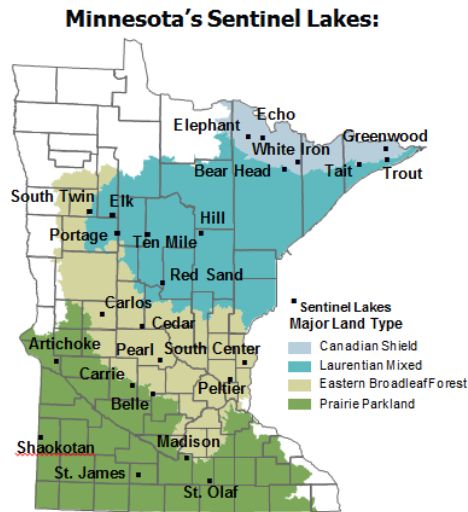 Minnesota's Sentinel Lakes:
Echo
Elephant
Greenwood
White Iron
Bear Head
Tait
Trout
South Twin
Elk
Hill
Portage
Ten Mile
Red Sand
Carlos
Sentinel Lakes
Major Land Type
Cedar
Artichoke
Canadian Shield
Pearl
South Center
Laurentian Mixed
Carrie
Peltier
Eastern Broadleaf Forest
Belle
Prairie Parkland
Shaokotan
Madison
St. James
St. Olaf